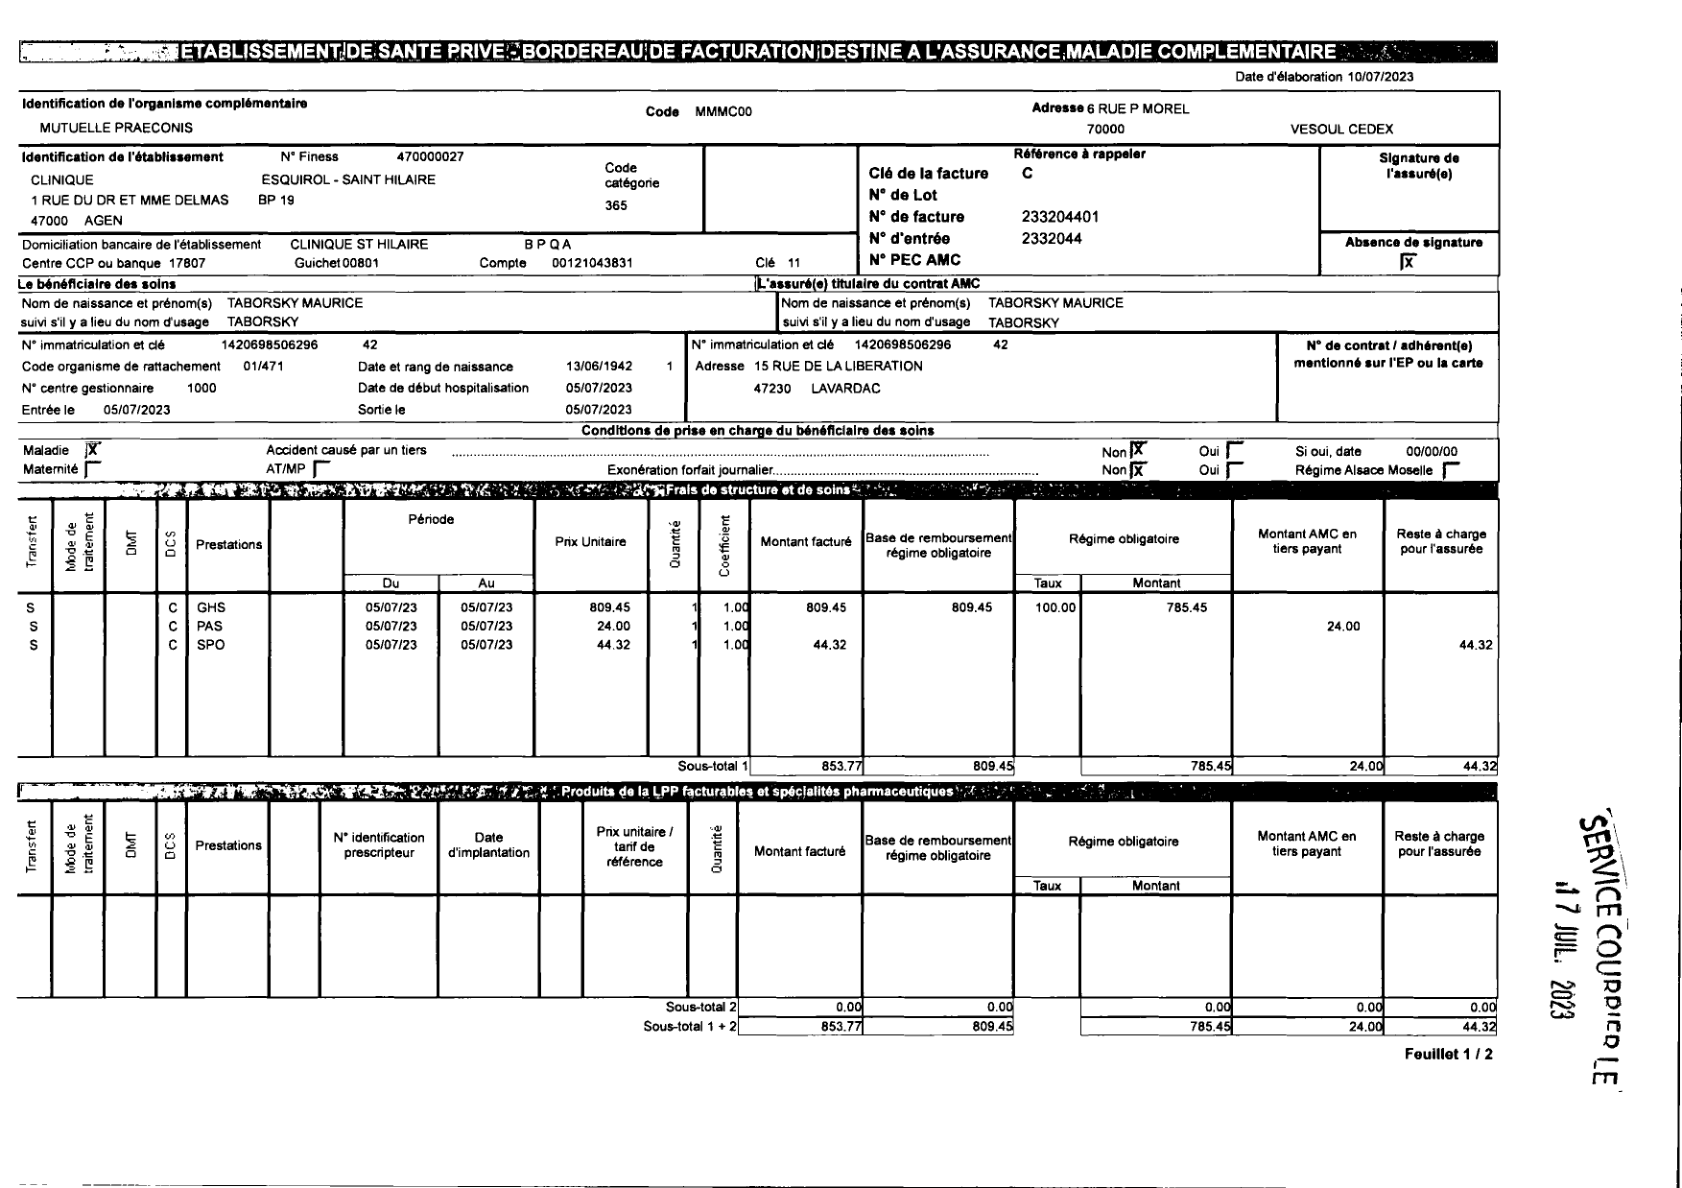 ETABLISSEMENT DE SANTE PRIVE - BORDEREAU DE FACTURATION DESTINE A L'ASSURANCE MALADIE COMPLEMENTAIRE
Date d'élaboration 10/07/2023
Identification de l'organisme complémentaire Code MMMC00 Adresse 6 RUE P MOREL
MUTUELLE PRAECONIS 70000 VESOUL CEDEX
Identification de l'établissement N° Finess 470000027
CLINIQUE ESQUIROL - SAINT HILAIRE
1 RUE DU DR ET MME DELMAS BP 19
47000 AGEN
Code
catégorie
365
Référence à rappeler
Clé de la facture C
N° de Lot
N° de facture 233204401
N° d'entrée 2332044
N° PEC AMC
Signature de
l'assuré(e)
Absence de signature
X
Domiciliation bancaire de l'établissement CLINIQUE ST HILAIRE B P Q A
Centre CCP ou banque 17807 Guichet 00801 Compte 00121043831 Clé 11
Le bénéficiaire des soins
Nom de naissance et prénom(s) TABORSKY MAURICE
suivi s'il y a lieu du nom d'usage TABORSKY
L'assuré(e) titulaire du contrat AMC
Nom de naissance et prénom(s) TABORSKY MAURICE
suivi s'il y a lieu du nom d'usage TABORSKY
N° immatriculation et clé 1420698506296 42
Code organisme de rattachement 01/471 Date et rang de naissance 13/06/1942 1
N° centre gestionnaire 1000 Date de début hospitalisation 05/07/2023
Entrée le 05/07/2023 Sortie le 05/07/2023
N° immatriculation et clé 1420698506296 42
Adresse 15 RUE DE LA LIBERATION
47230 LAVARDAC
N° de contrat / adhérent(e)
mentionné sur l'EP ou la carte
Conditions de prise en charge du bénéficiaire des soins
Maladie X Accident causé par un tiers Non X Oui Si oui, date 00/00/00
Maternité AT/MP Exonération forfait journalier Non X Oui Régime Alsace Moselle
Frais de structure et de soins
Transfert
Mode de
traitement
DMT
DCS
Prestations
Période
Du Au
Prix Unitaire
Quantité
Coefficient
Montant facturé
Base de remboursement
régime obligatoire
Régime obligatoire
Taux Montant
Montant AMC en
tiers payant
Reste à charge
pour l'assurée
S C GHS 05/07/23 05/07/23 809.45 1 1.00 809.45 809.45 100.00 785.45
S C PAS 05/07/23 05/07/23 24.00 1 1.00 24.00
S C SPO 05/07/23 05/07/23 44.32 1 1.00 44.32 44.32
Sous-total 1 853.77 809.45 785.45 24.00 44.32
Produits de la LPP facturables et spécialités pharmaceutiques
Transfert
Mode de
traitement
DMT
DCS
Prestations
N° identification
prescripteur
Date
d'implantation
Prix unitaire /
tarif de
référence
Quantité
Montant facturé
Base de remboursement
régime obligatoire
Régime obligatoire
Taux Montant
Montant AMC en
tiers payant
Reste à charge
pour l'assurée
Sous-total 2 0.00 0.00 0.00 0.00 0.00
Sous-total 1 + 2 853.77 809.45 785.45 24.00 44.32
Feuillet 1 / 2
SERVICE COURRIER LE
17 JUIL. 2023